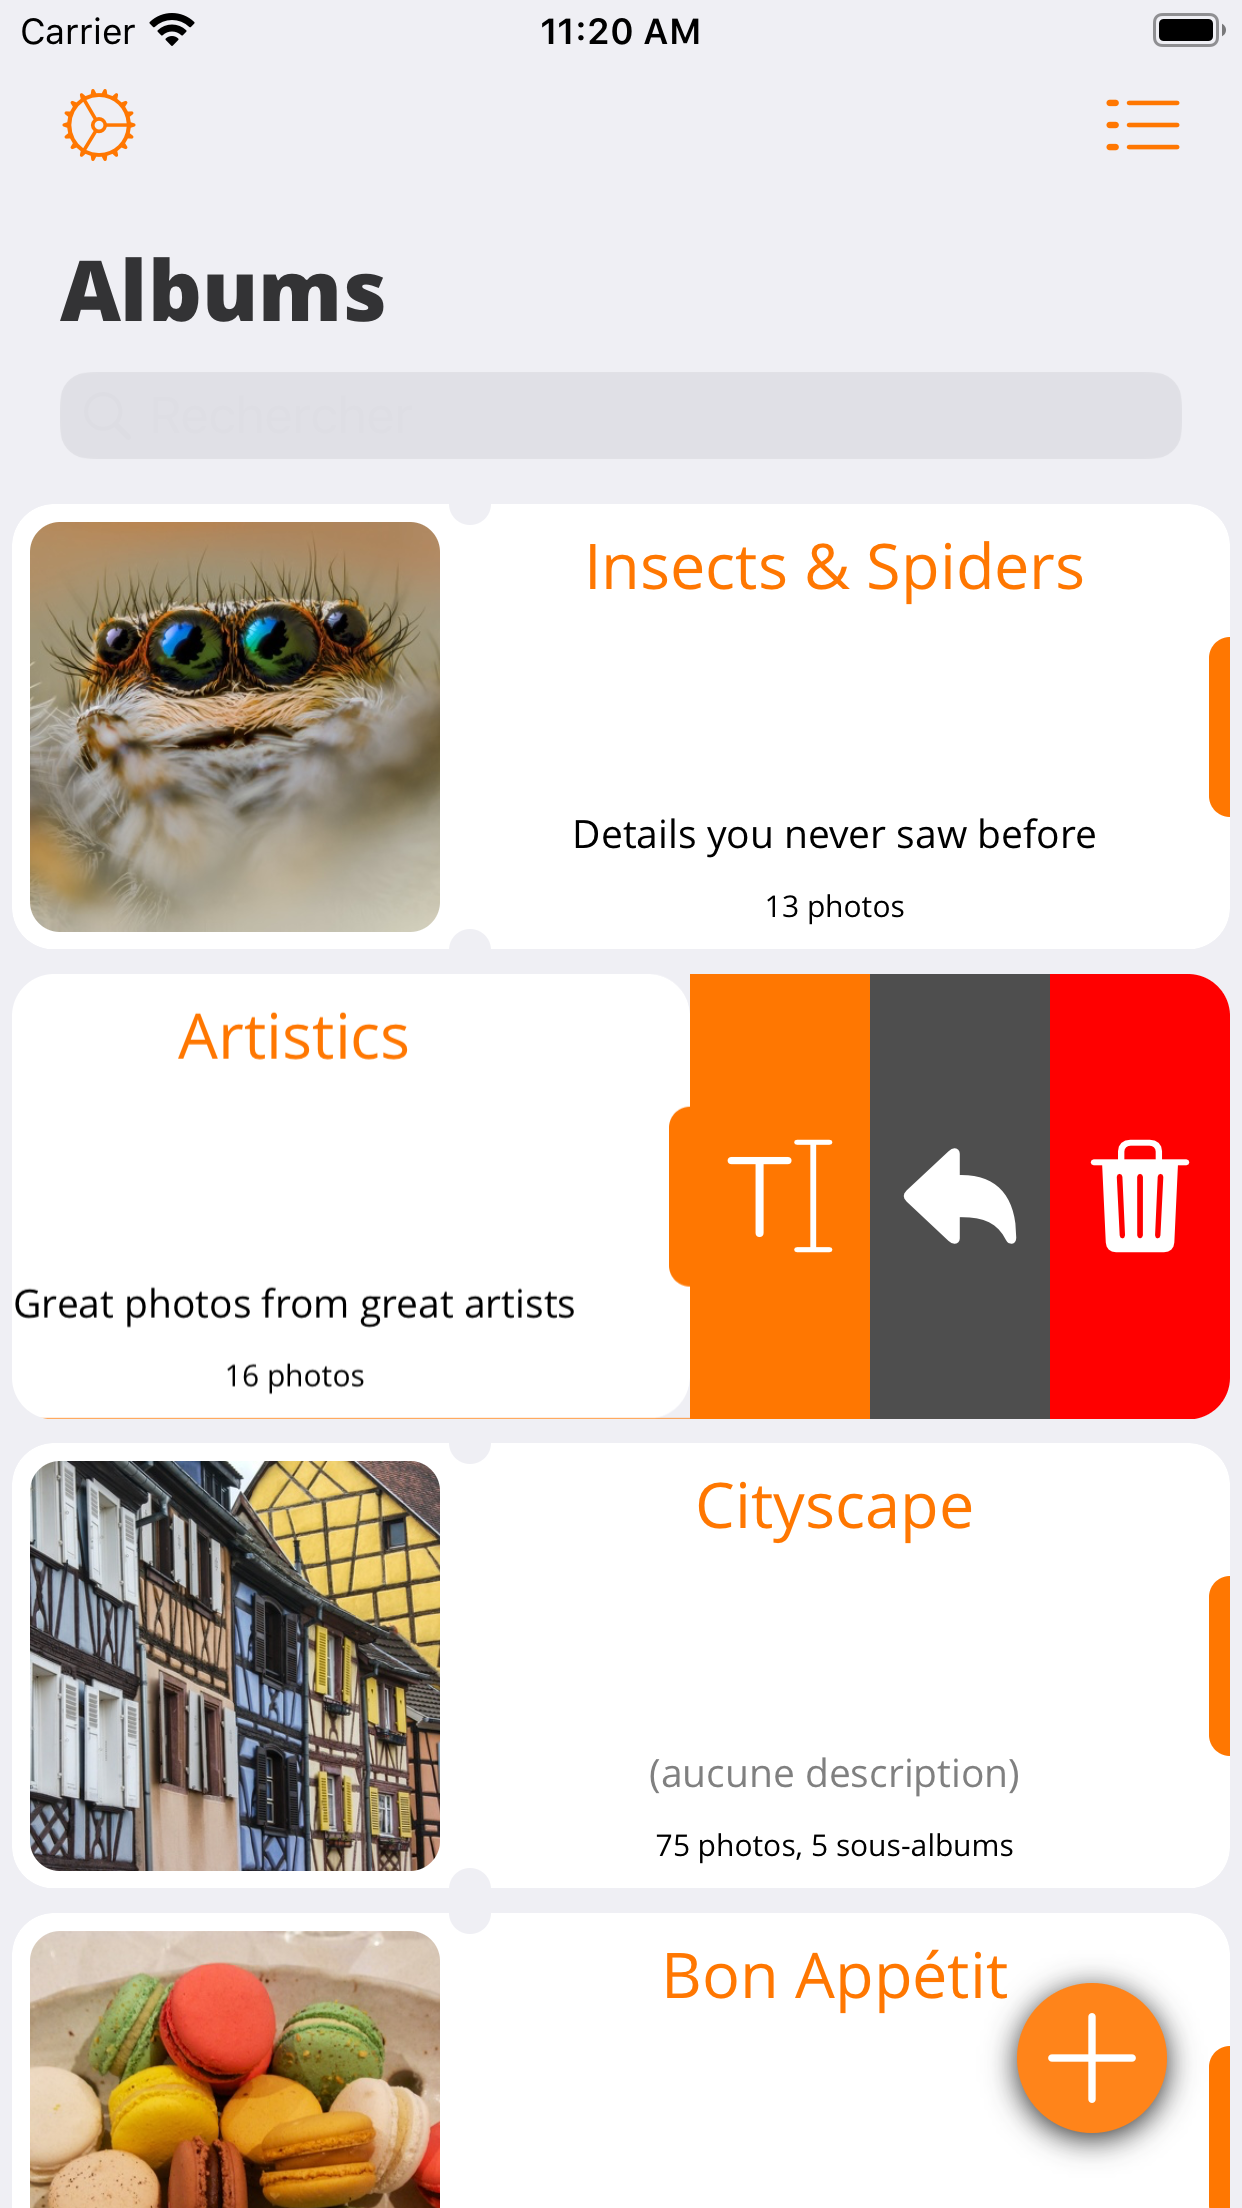 Carrier 11:20 AM
Albums
Rechercher
Insects & Spiders
Details you never saw before
13 photos
Artistics
Great photos from great artists
16 photos
Cityscape
(aucune description)
75 photos, 5 sous-albums
Bon Appétit